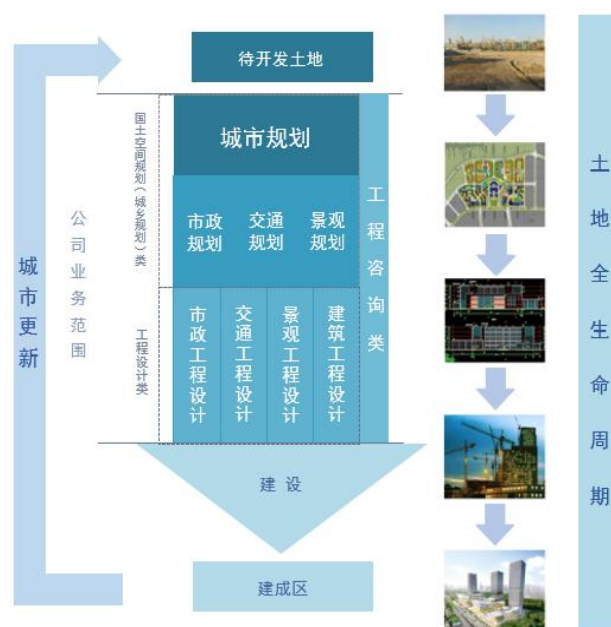 待开发土地
城市规划
市政规划
交通规划
景观规划
工程咨询类
国土空间规划(城乡规划)类
公司业务范围
城市更新
工程设计类
市政工程设计
交通工程设计
景观工程设计
建筑工程设计
建 设
建成区
土地全生命周期